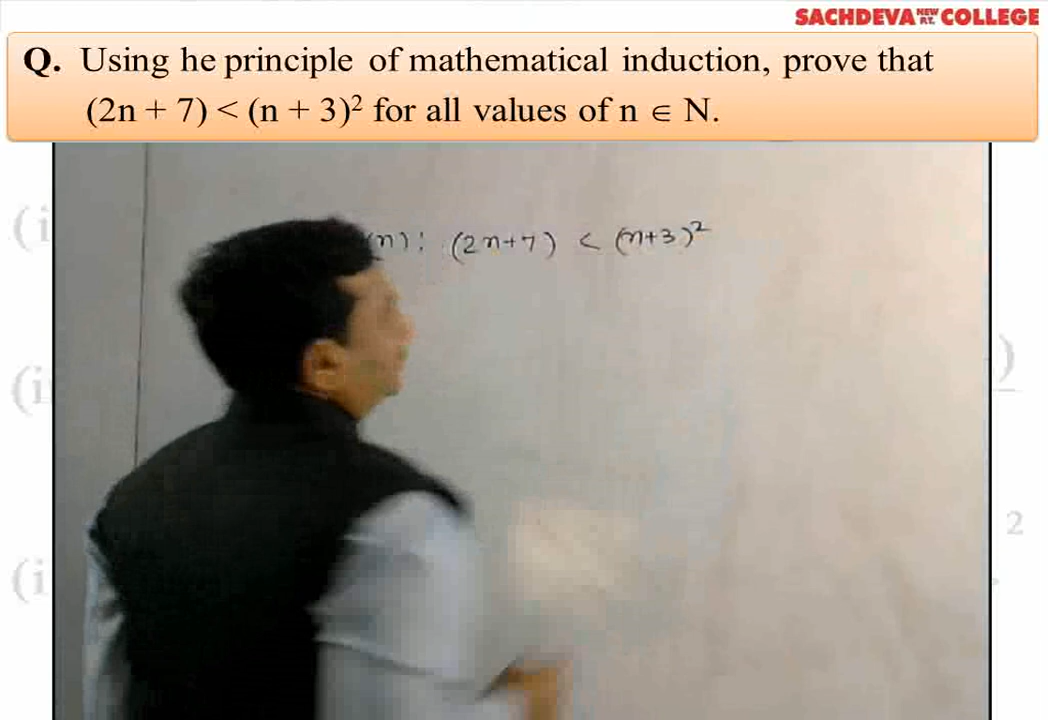 SACHDEVA NEW P.T. COLLEGE
Q. Using he principle of mathematical induction, prove that
(2n + 7) < (n + 3)² for all values of n ∈ N.
(n) : (2n+7) < (n+3)²
(i
(i
)
2
(i